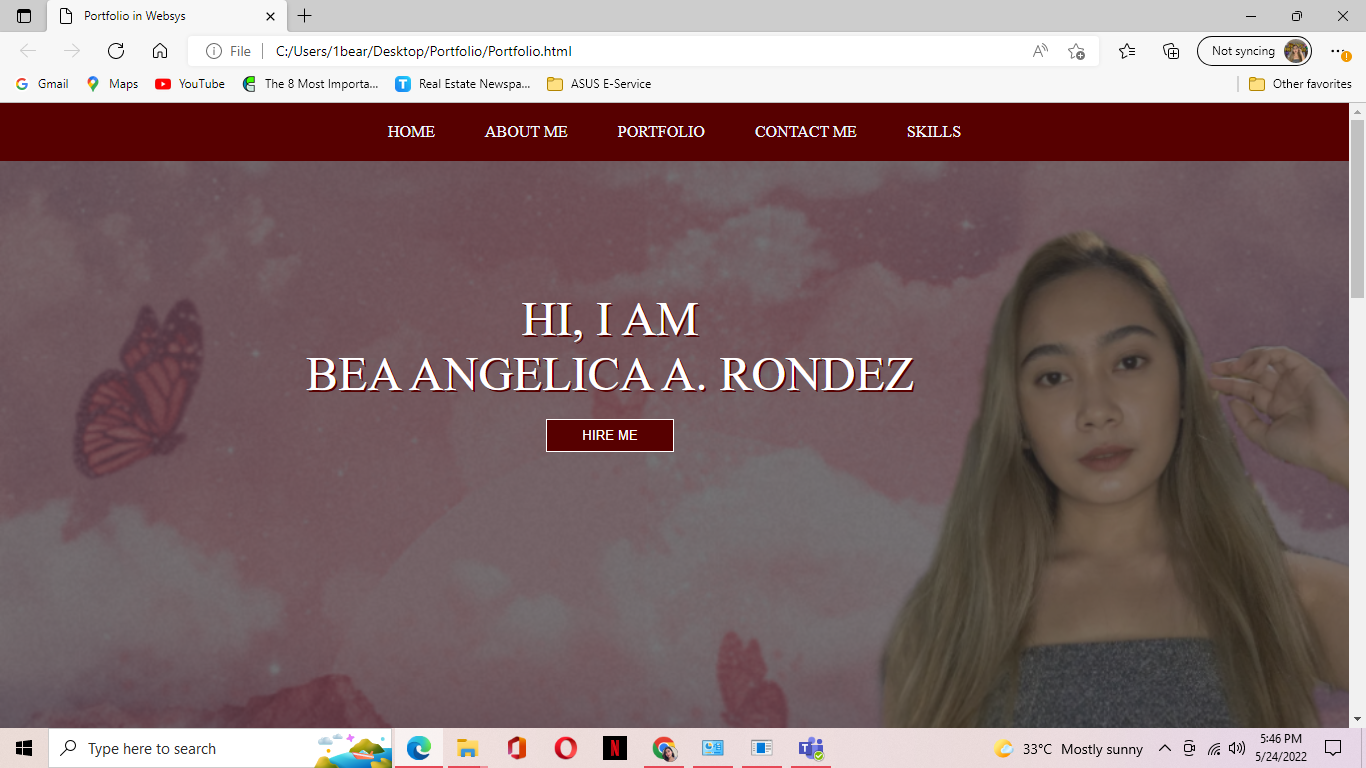 Portfolio in Websys
File
C:/Users/1bear/Desktop/Portfolio/Portfolio.html
Not syncing
Gmail
Maps
YouTube
The 8 Most Importa...
Real Estate Newspa...
ASUS E-Service
Other favorites
HOME
ABOUT ME
PORTFOLIO
CONTACT ME
SKILLS
HI, I AM
BEA ANGELICA A. RONDEZ
HIRE ME
Type here to search
33°C Mostly sunny
5:46 PM
5/24/2022